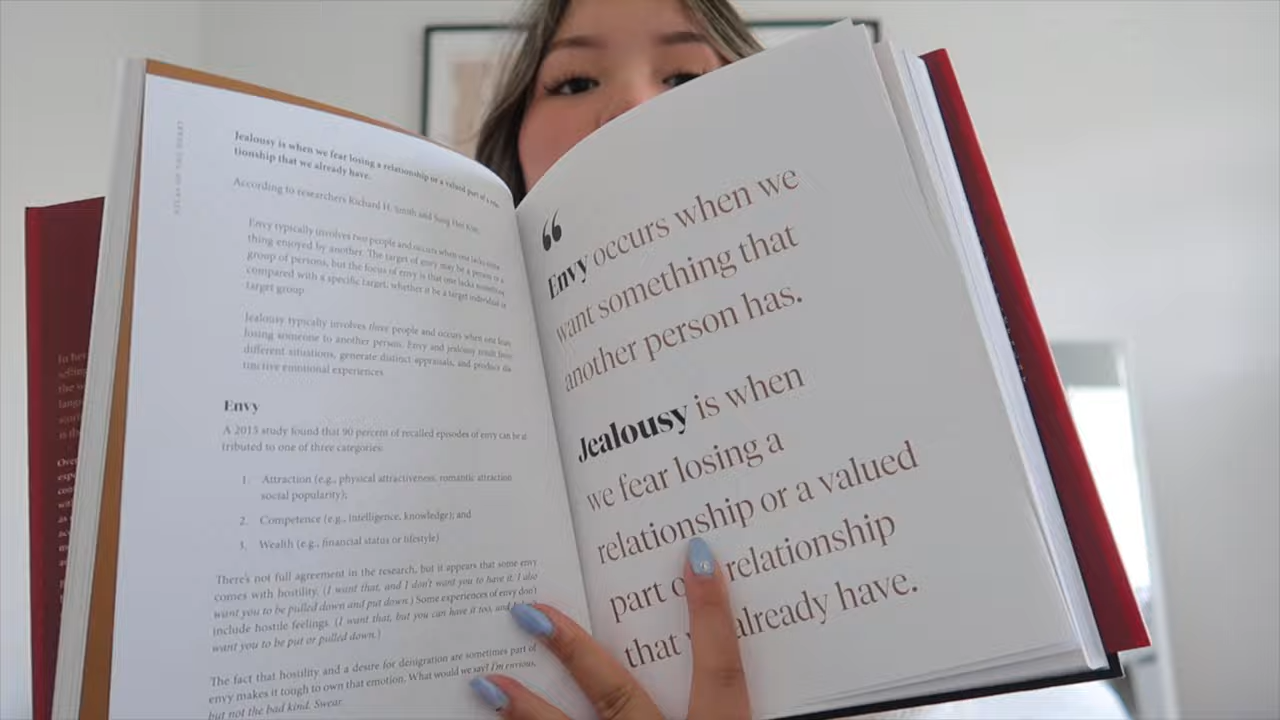 ATLAS OF THE HEART
Jealousy is when we fear losing a relationship or a valued part of a rela-
tionship that we already have.
According to researchers Richard H. Smith and Sung Hee Kim,
Envy typically involves two people and occurs when one lacks some-
thing enjoyed by another. The target of envy may be a person or a
group of persons, but the focus of envy is that one lacks something
compared with a specific target, whether it be a target individual or
target group.
Jealousy typically involves three people and occurs when one fears
losing someone to another person. Envy and jealousy result from
different situations, generate distinct appraisals, and produce dis-
tinctive emotional experiences.
Envy
A 2015 study found that 90 percent of recalled episodes of envy can be at-
tributed to one of three categories:
1. Attraction (e.g., physical attractiveness, romantic attraction
social popularity);
2. Competence (e.g., intelligence, knowledge); and
3. Wealth (e.g., financial status or lifestyle)
There's not full agreement in the research, but it appears that some envy
comes with hostility. (I want that, and I don't want you to have it. I also
want you to be pulled down and put down.) Some experiences of envy don't
include hostile feelings. (I want that, but you can have it too, and I
want you to be put or pulled down.)
The fact that hostility and a desire for denigration are sometimes part of
envy makes it tough to own that emotion. What would we say? I'm envious,
but not the bad kind. Swear.
“
Envy occurs when we
want something that
another person has.
Jealousy is when
we fear losing a
relationship or a valued
part relationship
that already have.
In her